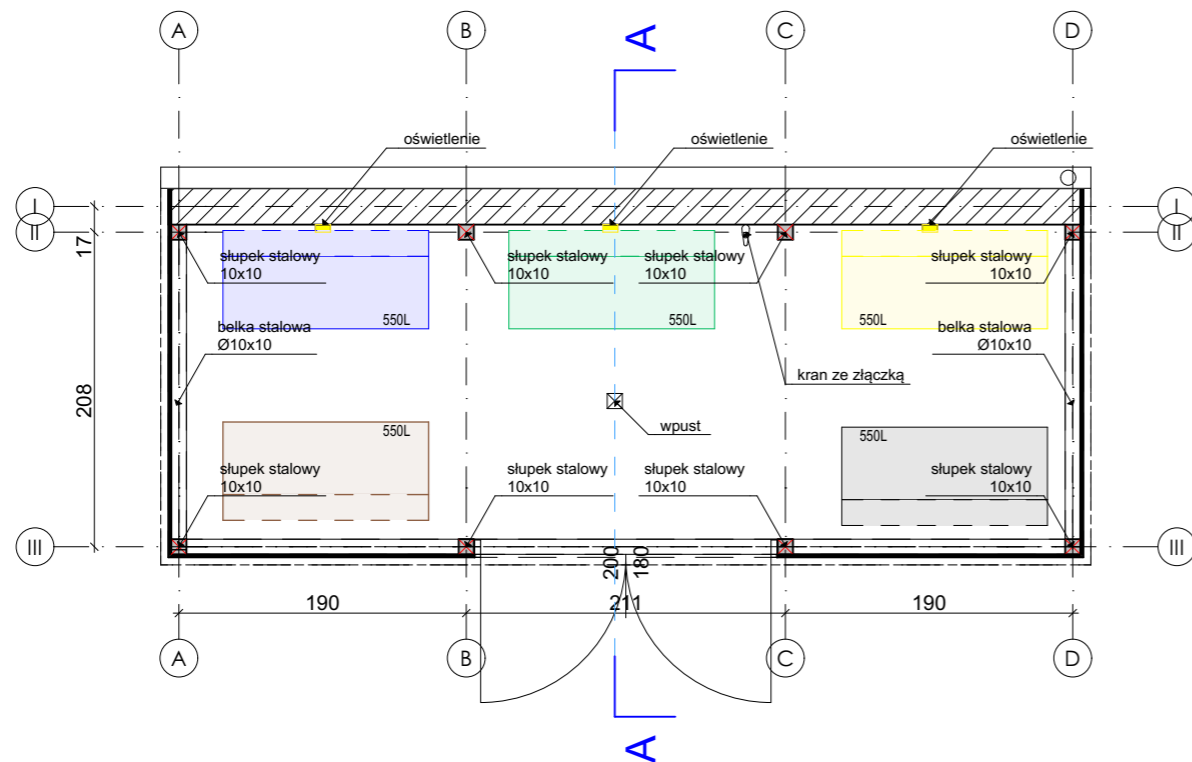 A
B
A
C
D
oświetlenie
oświetlenie
oświetlenie
I
I
II
II
17
słupek stalowy
10x10
słupek stalowy
10x10
słupek stalowy
10x10
słupek stalowy
10x10
550L
550L
550L
belka stalowa
Ø10x10
belka stalowa
Ø10x10
kran ze złączką
208
wpust
550L
550L
słupek stalowy
10x10
słupek stalowy
10x10
słupek stalowy
10x10
słupek stalowy
10x10
III
III
200
180
190
211
190
A
B
C
D
A